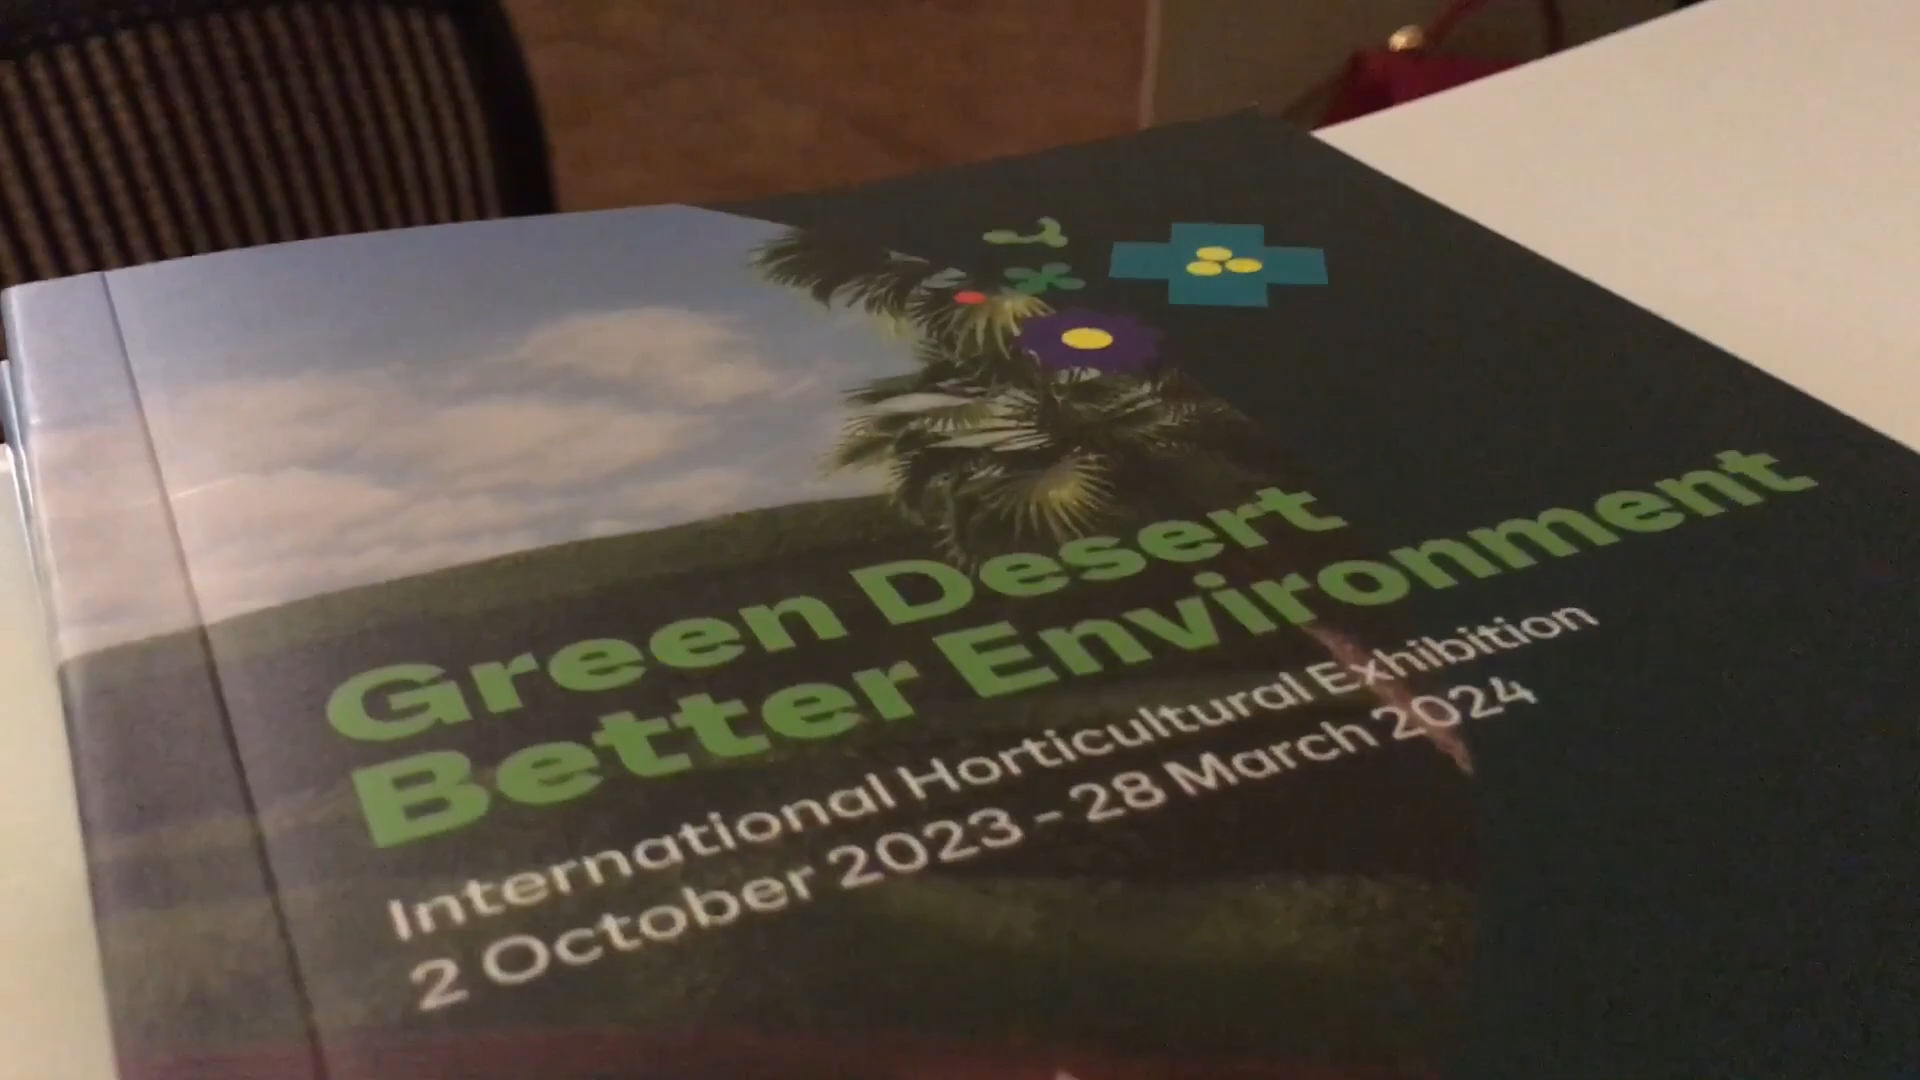 Green Desert
Better Environment
International Horticultural Exhibition
2 October 2023 - 28 March 2024